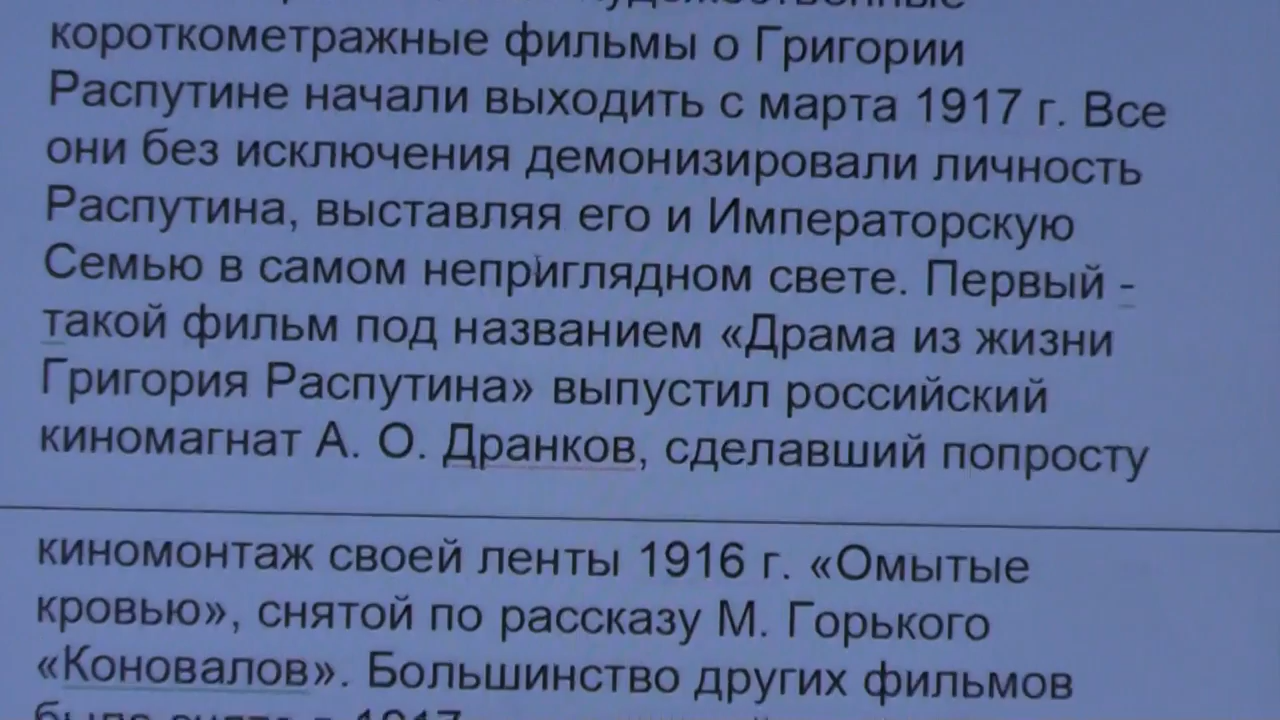 короткометражные фильмы о Григории
Распутине начали выходить с марта 1917 г. Все
они без исключения демонизировали личность
Распутина, выставляя его и Императорскую
Семью в самом неприглядном свете. Первый -
такой фильм под названием «Драма из жизни
Григория Распутина» выпустил российский
киномагнат А. О. Дранков, сделавший попросту
киномонтаж своей ленты 1916 г. «Омытые
кровью», снятой по рассказу М. Горького
«Коновалов». Большинство других фильмов